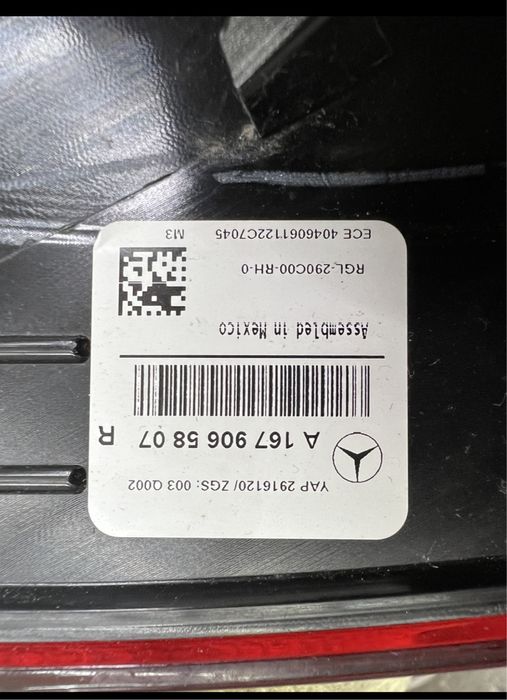 YAP 2916120/ ZGS: 003 Q002
A 167 906 58 07 R
Assembled in Mexico
RGL-290C00-RH-0
ECE 4046061122C7045 M3